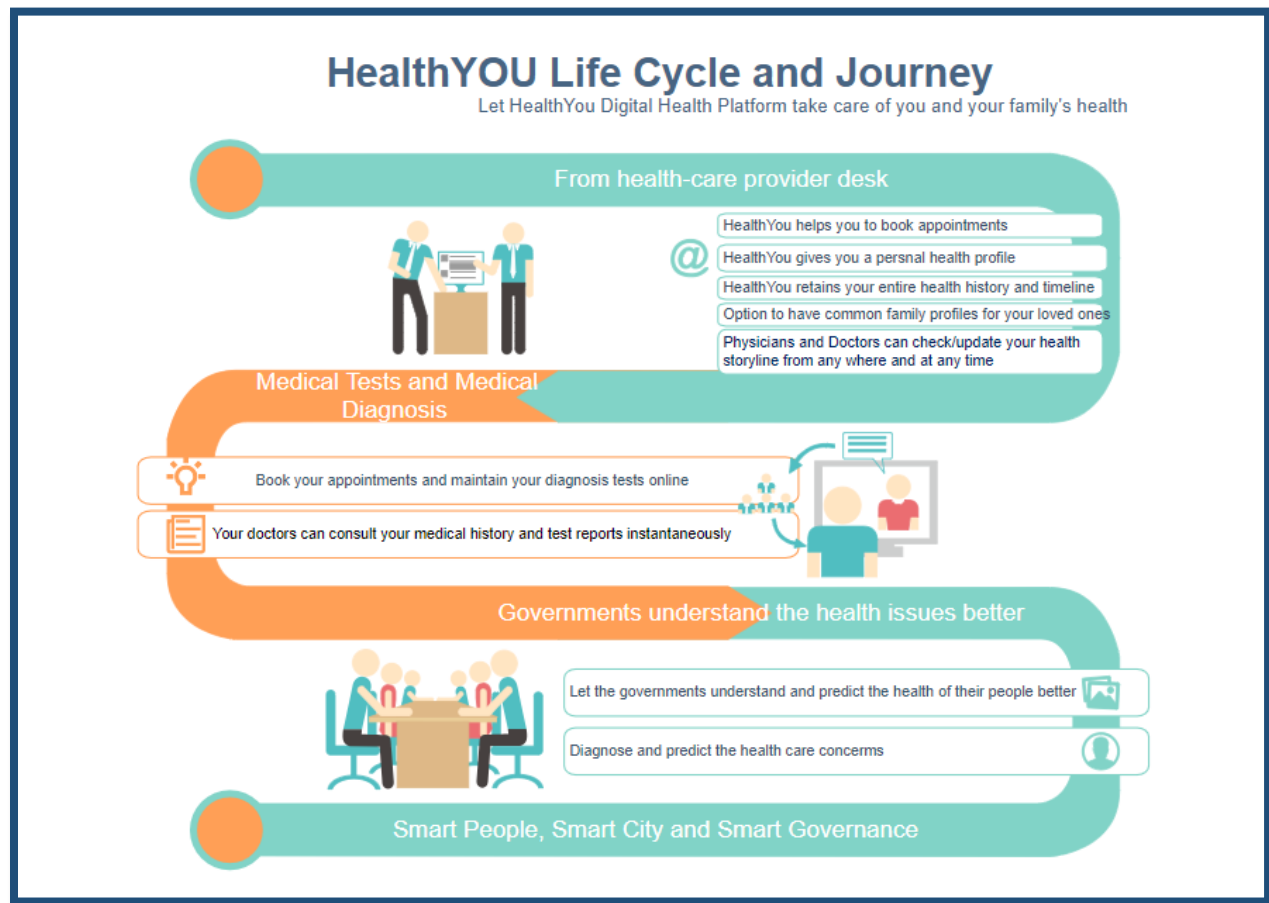 HealthYOU Life Cycle and Journey
Let HealthYou Digital Health Platform take care of you and your family's health
From health-care provider desk
HealthYou helps you to book appointments
@
HealthYou gives you a persnal health profile
HealthYou retains your entire health history and timeline
Option to have common family profiles for your loved ones
Physicians and Doctors can check/update your health
storyline from any where and at any time
Medical Tests and Medical
Diagnosis
Book your appointments and maintain your diagnosis tests online
Your doctors can consult your medical history and test reports instantaneously
Governments understand the health issues better
Let the governments understand and predict the health of their people better
Diagnose and predict the health care concerns
Smart People, Smart City and Smart Governance